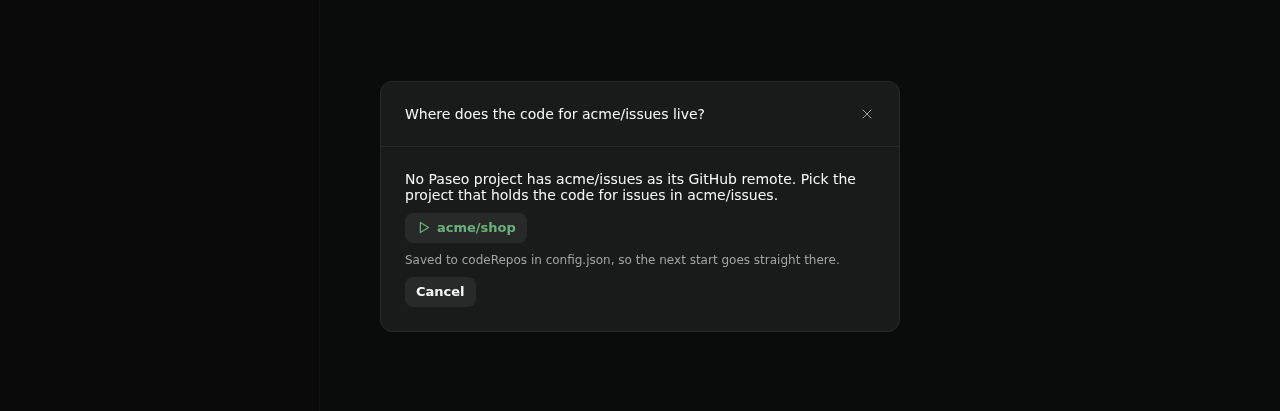 Where does the code for acme/issues live?
No Paseo project has acme/issues as its GitHub remote. Pick the
project that holds the code for issues in acme/issues.
acme/shop
Saved to codeRepos in config.json, so the next start goes straight there.
Cancel